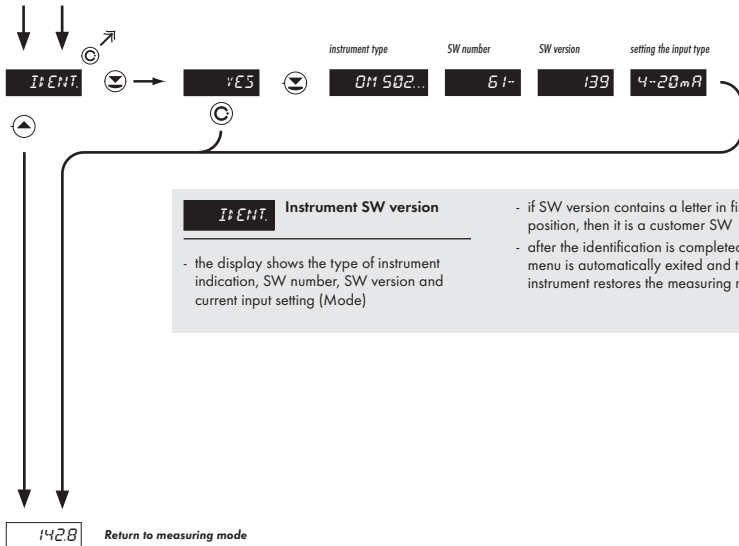 instrument type SW number SW version setting the input type
IDENT. YES OM 502... 61- 139 4-20mA
IDENT. Instrument SW version
- the display shows the type of instrument
indication, SW number, SW version and
current input setting (Mode)
- if SW version contains a letter in
position, then it is a customer SW
- after the identification is
menu is automatically exited and
instrument restores the measuring
142.8 Return to measuring mode